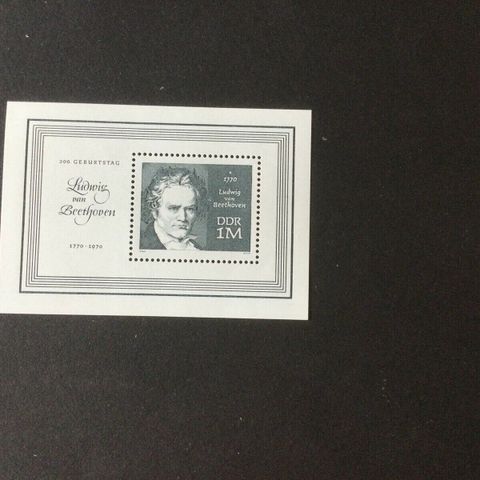 200. GEBURTSTAG
Ludwig
van
Beethoven
1770 · 1970
* 1770
Ludwig
van
Beethoven
DDR
1M